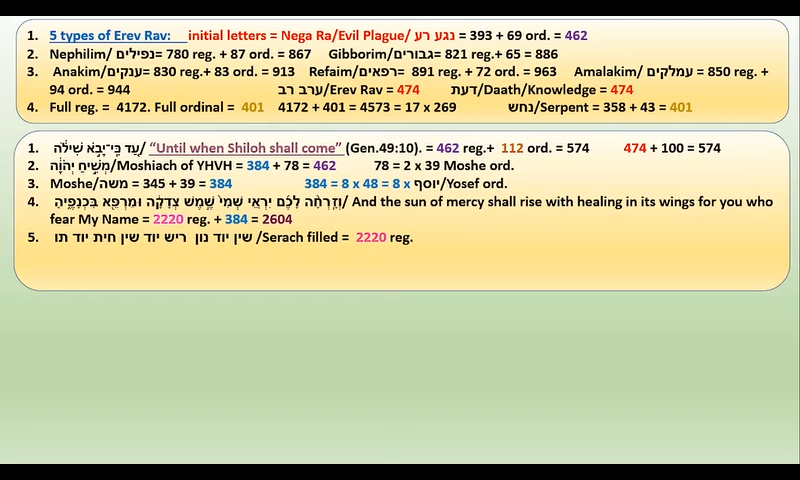 1. 5 types of Erev Rav: initial letters = Nega Ra/Evil Plague/ נגע רע = 393 + 69 ord. = 462
2. Nephilim/ נפילים= 780 reg. + 87 ord. = 867 Gibborim/גבורים= 821 reg.+ 65 = 886
3. Anakim/ענקים= 830 reg.+ 83 ord. = 913 Refaim/רפאים= 891 reg. + 72 ord. = 963 Amalakim/ עמלקים = 850 reg. +
94 ord. = 944 ערב רב/Erev Rav = 474 דעת/Daath/Knowledge = 474
4. Full reg. = 4172. Full ordinal = 401 4172 + 401 = 4573 = 17 x 269 נחש/Serpent = 358 + 43 = 401
1. עַ֚ד כִּֽי־יָבֹ֣א שִׁילֹ֔ה/ “Until when Shiloh shall come” (Gen.49:10). = 462 reg.+ 112 ord. = 574 474 + 100 = 574
2. מְשִׁ֣יחַ יְהוָ֔ה/Moshiach of YHVH = 384 + 78 = 462 78 = 2 x 39 Moshe ord.
3. Moshe/משה = 345 + 39 = 384 384 = 8 x 48 = 8 x יוסף/Yosef ord.
4. וְזָרְחָ֨ה לָכֶ֜ם יִרְאֵ֤י שְׁמִי֙ שֶׁ֣מֶשׁ צְדָקָ֔ה וּמַרְפֵּ֖א בִּכְנָפֶ֑יהָ/ And the sun of mercy shall rise with healing in its wings for you who
fear My Name = 2220 reg. + 384 = 2604
5. שין יוד נון ריש יוד שין חית יוד תו /Serach filled = 2220 reg.